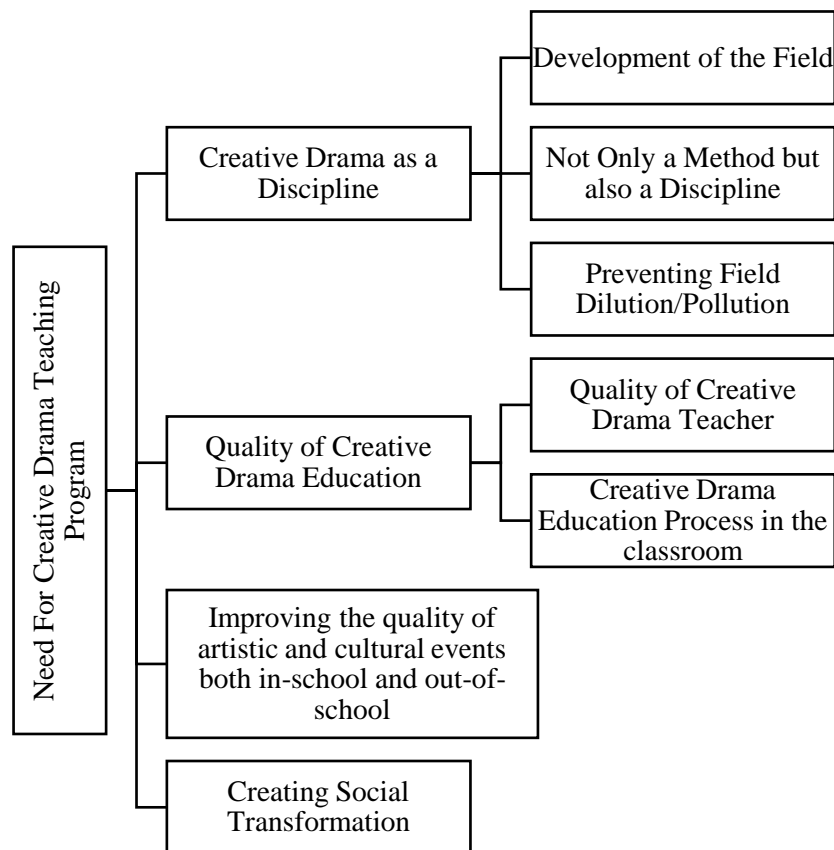 Need For Creative Drama Teaching
Program
Creative Drama as a
Discipline
Development of the Field
Not Only a Method but
also a Discipline
Preventing Field
Dilution/Pollution
Quality of Creative
Drama Education
Quality of Creative
Drama Teacher
Creative Drama
Education Process in the
classroom
Improving the quality of
artistic and cultural events
both in-school and out-of-
school
Creating Social
Transformation